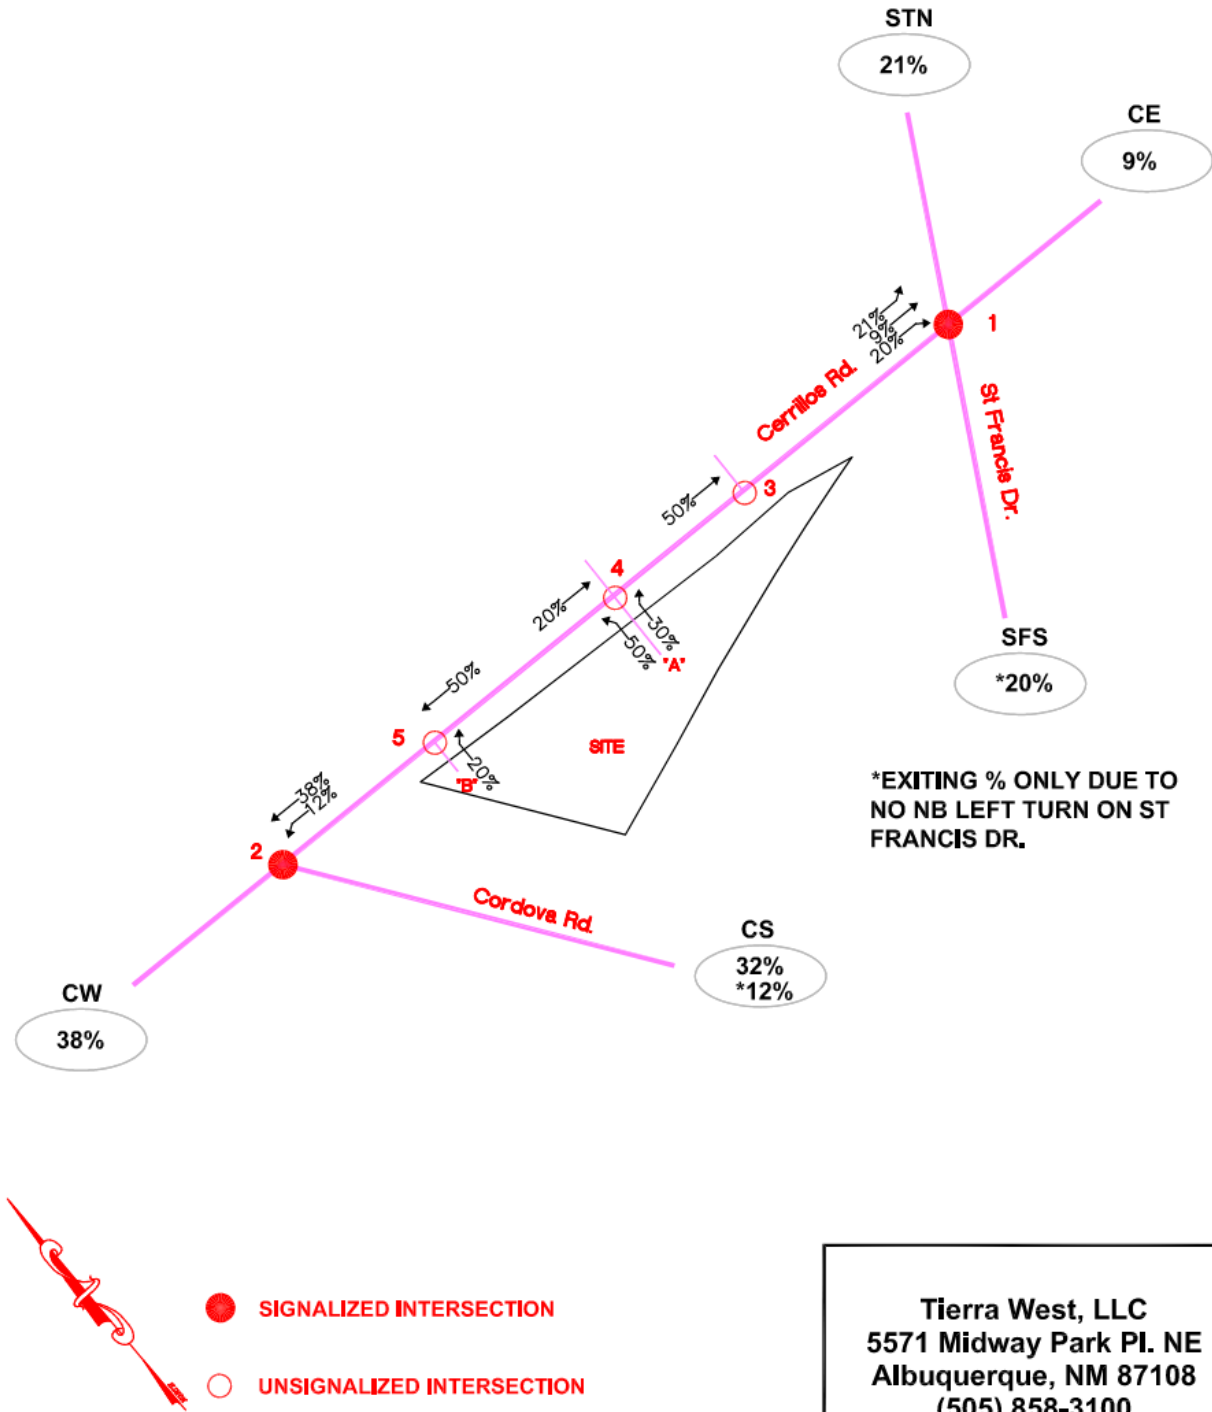 STN
21%
CE
9%
21%
9%
20%
1
Cerrillos Rd.
St Francis Dr.
50%
3
4
20%
30%
50%
"A"
50%
5
SITE
20%
"B"
SFS
*20%
*EXITING % ONLY DUE TO
NO NB LEFT TURN ON ST
FRANCIS DR.
38%
12%
2
Cordova Rd.
CS
32%
*12%
CW
38%
SIGNALIZED INTERSECTION
UNSIGNALIZED INTERSECTION
Tierra West, LLC
5571 Midway Park Pl. NE
Albuquerque, NM 87108
(505) 858-3100